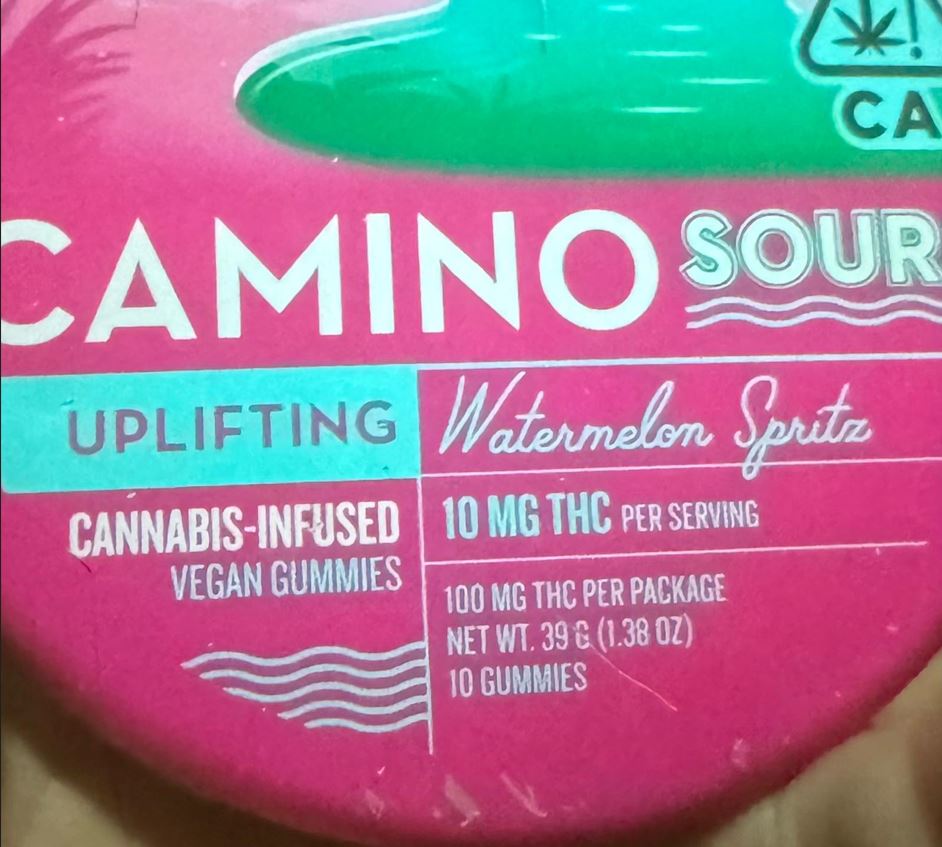 CA
CAMINO SOUR
UPLIFTING
Watermelon Spritz
CANNABIS-INFUSED
VEGAN GUMMIES
10 MG THC PER SERVING
100 MG THC PER PACKAGE
NET WT. 39 G (1.38 OZ)
10 GUMMIES